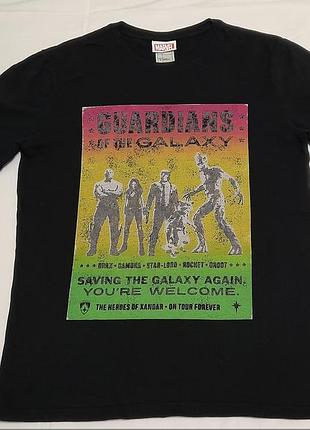 MARVEL
GUARDIANS
OF THE GALAXY
DRAX • GAMORA • STAR-LORD • ROCKET • GROOT
SAVING THE GALAXY AGAIN.
YOU'RE WELCOME.
THE HEROES OF XANDAR • ON TOUR FOREVER